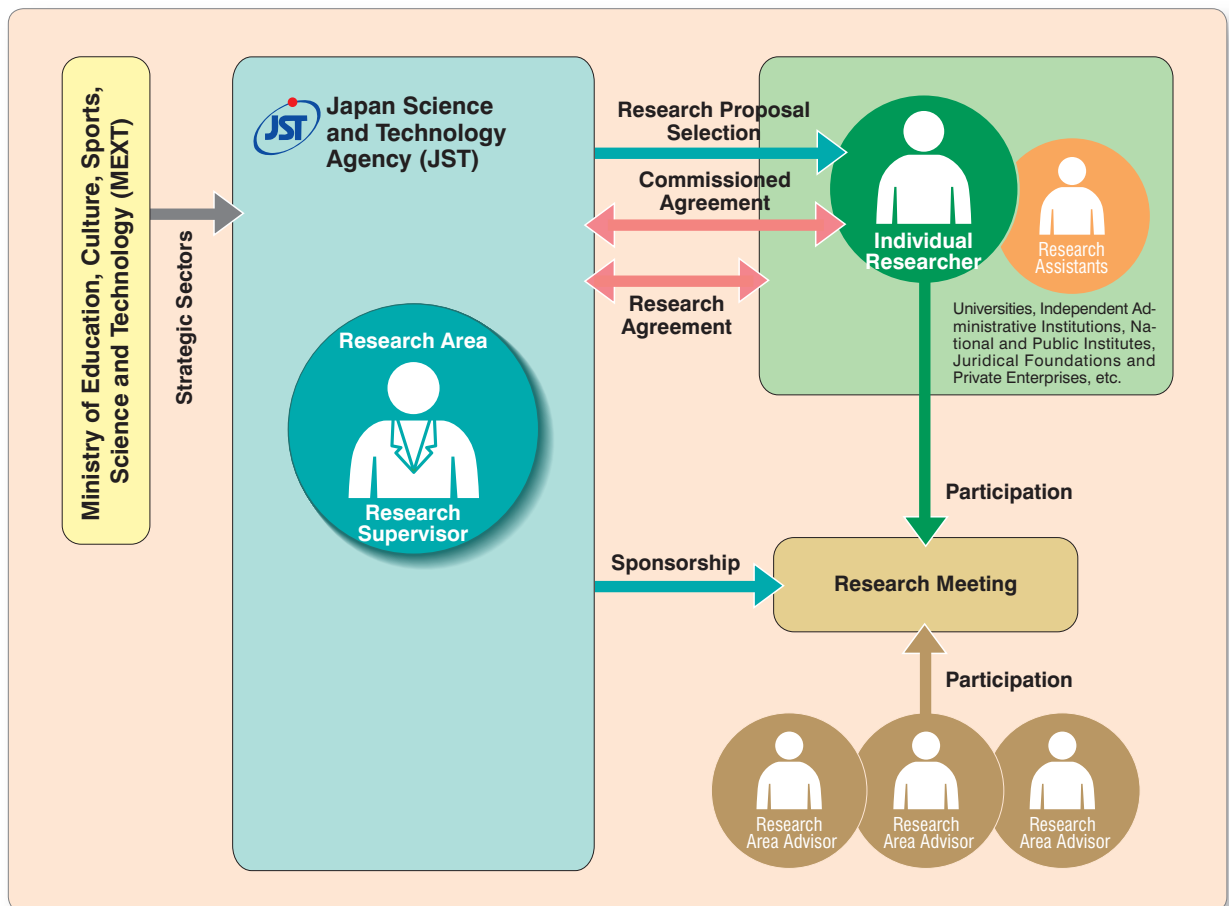 Ministry of Education, Culture, Sports,
Science and Technology (MEXT)
Strategic Sectors
JST
Japan Science
and Technology
Agency (JST)
Research Area
Research
Supervisor
Research Proposal
Selection
Commissioned
Agreement
Research
Agreement
Individual
Researcher
Research
Assistants
Universities, Independent Ad-
ministrative Institutions, Na-
tional and Public Institutes,
Juridical Foundations and
Private Enterprises, etc.
Participation
Sponsorship
Research Meeting
Participation
Research
Area Advisor
Research
Area Advisor
Research
Area Advisor